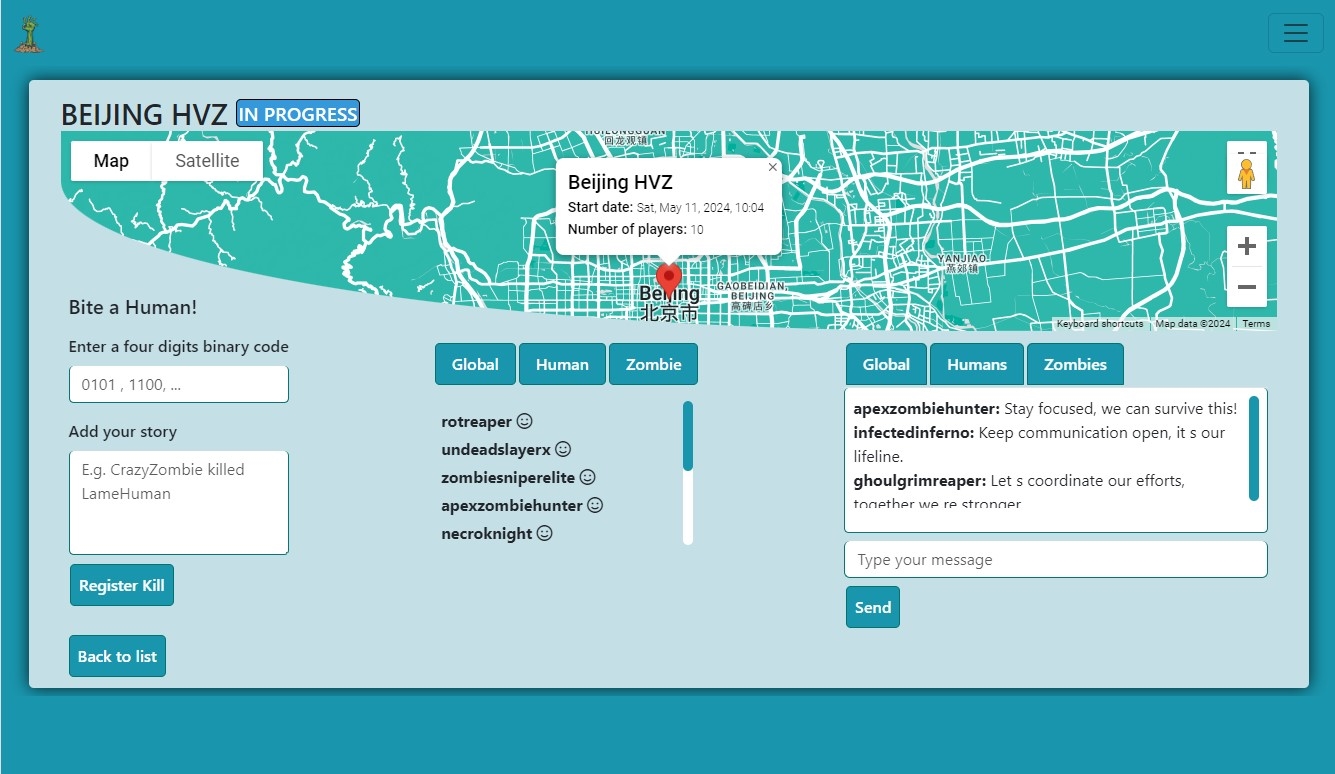 BEIJING HVZ IN PROGRESS
Map Satellite
回龙观镇
Beijing HVZ
Start date: Sat, May 11, 2024, 10:04
Number of players: 10
YANJIAO
燕郊镇
Beijing
北京市
GAOBEIDIAN,
BEIJING
高碑店乡
Keyboard shortcuts Map data ©2024 Terms
Bite a Human!
Enter a four digits binary code
0101 , 1100, ...
Add your story
E.g. CrazyZombie killed
LameHuman
Register Kill
Back to list
Global Human Zombie
rotreaper
undeadslayerx
zombiesniperelite
apexzombiehunter
necroknight
Global Humans Zombies
apexzombiehunter: Stay focused, we can survive this!
infectedinferno: Keep communication open, it s our
lifeline.
ghoulgrimreaper: Let s coordinate our efforts,
together we re stronger
Type your message
Send